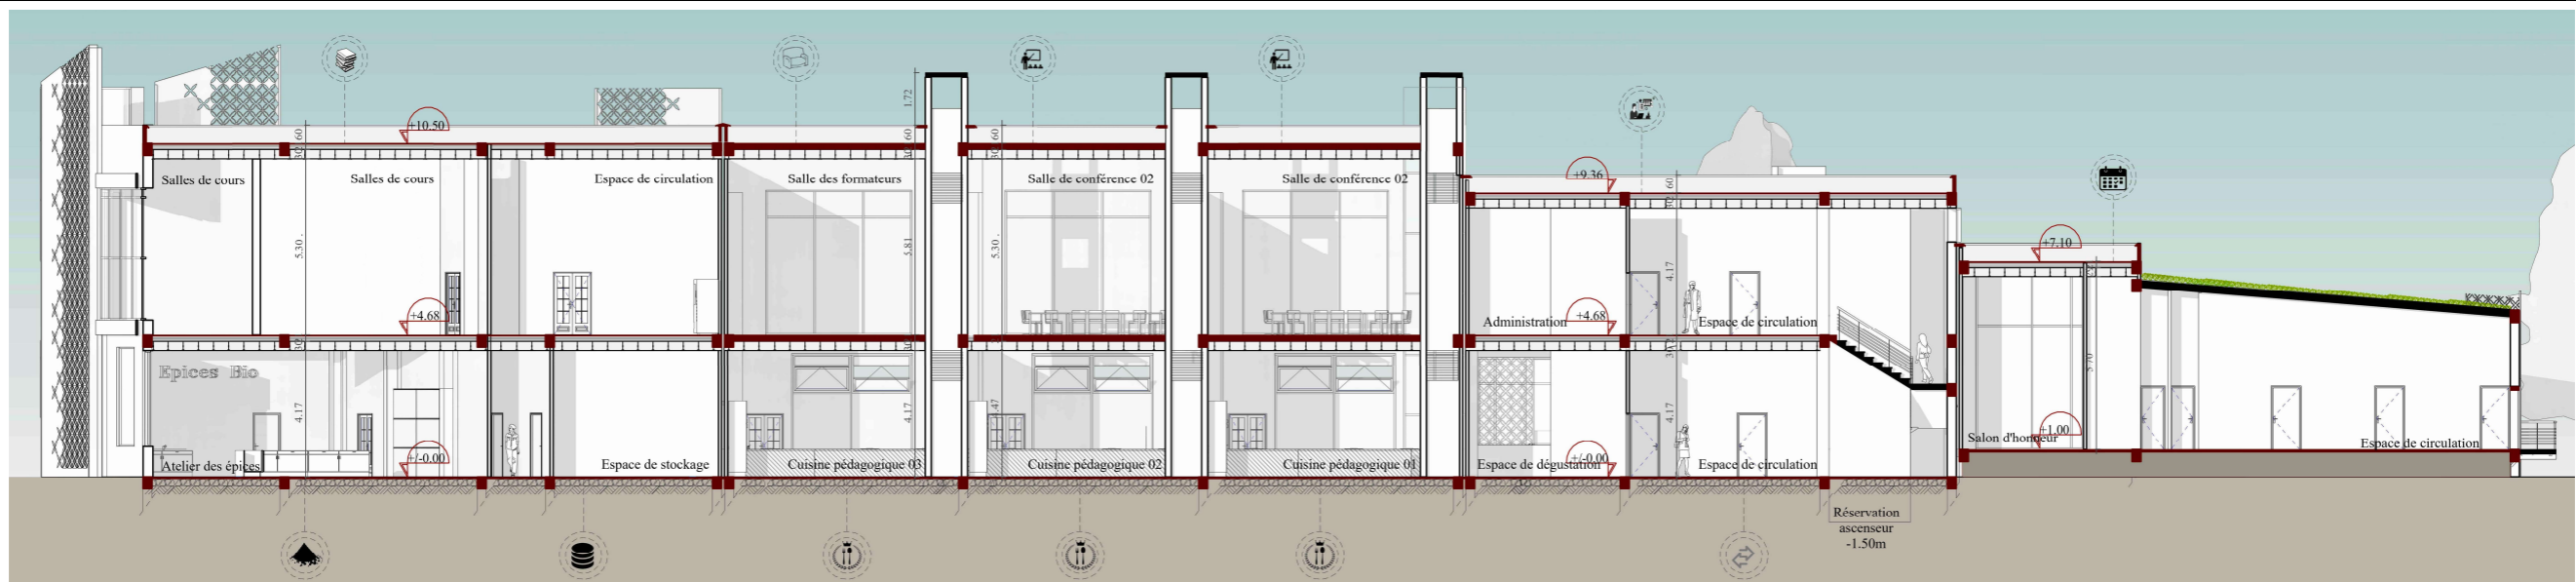 1.72
+10.50
.60
.60
.60
Salles de cours
Salles de cours
Espace de circulation
Salle des formateurs
Salle de conférence 02
Salle de conférence 02
+9.36
.60
5.30
5.81
5.30
4.17
+7.10
+4.68
Administration
+4.68
Espace de circulation
Epices Bio
4.17
4.17
4.17
5.70
+1.00
Salon d'honneur
Espace de circulation
Atelier des épices
+/-0.00
Espace de stockage
Cuisine pédagogique 03
Cuisine pédagogique 02
Cuisine pédagogique 01
Espace de dégustation
+/-0.00
Espace de circulation
Réservation
ascenseur
-1.50m